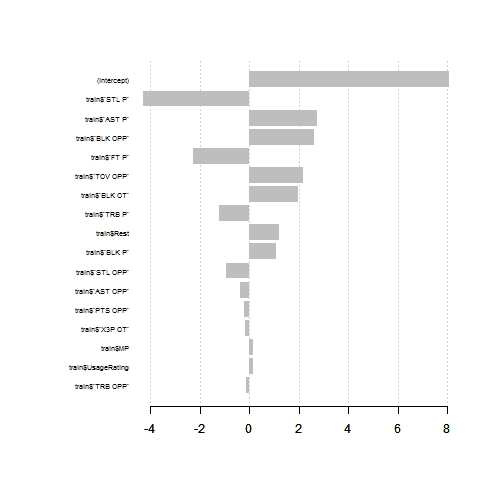 (Intercept)
train$`STL P`
train$`AST P`
train$`BLK OPP`
train$`FT P`
train$`TOV OPP`
train$`BLK OT`
train$`TRB P`
train$Rest
train$`BLK P`
train$`STL OPP`
train$`AST OPP`
train$`PTS OPP`
train$`X3P OT`
train$MP
train$UsageRating
train$`TRB OPP`
-4 -2 0 2 4 6 8